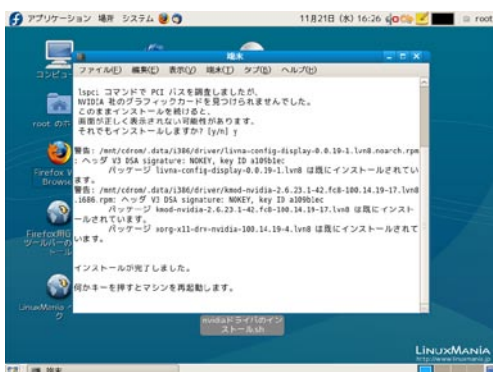 アプリケーション 場所 システム
11月21日 (水) 16:26
root
端末
コンピュ
ファイル(F) 編集(E) 表示(V) 端末(T) タブ(B) ヘルプ(H)
lspci コマンドで PCI バスを調査しましたが、
NVIDIA 社のグラフィックカードを見つけられませんでした。
このままインストールを続けると、
画面が正しく表示されない可能性があります。
それでもインストールしますか? [y/n] y
root のホ
警告: /mnt/cdrom/.data/i386/driver/livna-config-display-0.0.19-1.lvn8.noarch.rpm
: ヘッダ V3 DSA signature: NOKEY, key ID a109b1ec
パッケージ livna-config-display-0.0.19-1.lvn8 は既にインストールされてい
ます。
Firefox W
Browse
警告: /mnt/cdrom/.data/i386/driver/kmod-nvidia-2.6.23.1-42.fc8-100.14.19-17.lvn8
.i686.rpm: ヘッダ V3 DSA signature: NOKEY, key ID a109b1ec
パッケージ kmod-nvidia-2.6.23.1-42.fc8-100.14.19-17.lvn8 は既にインスト
ールされています。
パッケージ xorg-x11-drv-nvidia-100.14.19-4.lvn8 は既にインストールされて
います。
Firefox用
ツールバーの
インストールが完了しました。
何かキーを押すとマシンを再起動します。
LinuxMania
ク
nvidiaドライバのイン
ストール.sh
LINUXMANIA
http://www.linuxmania.jp
端末